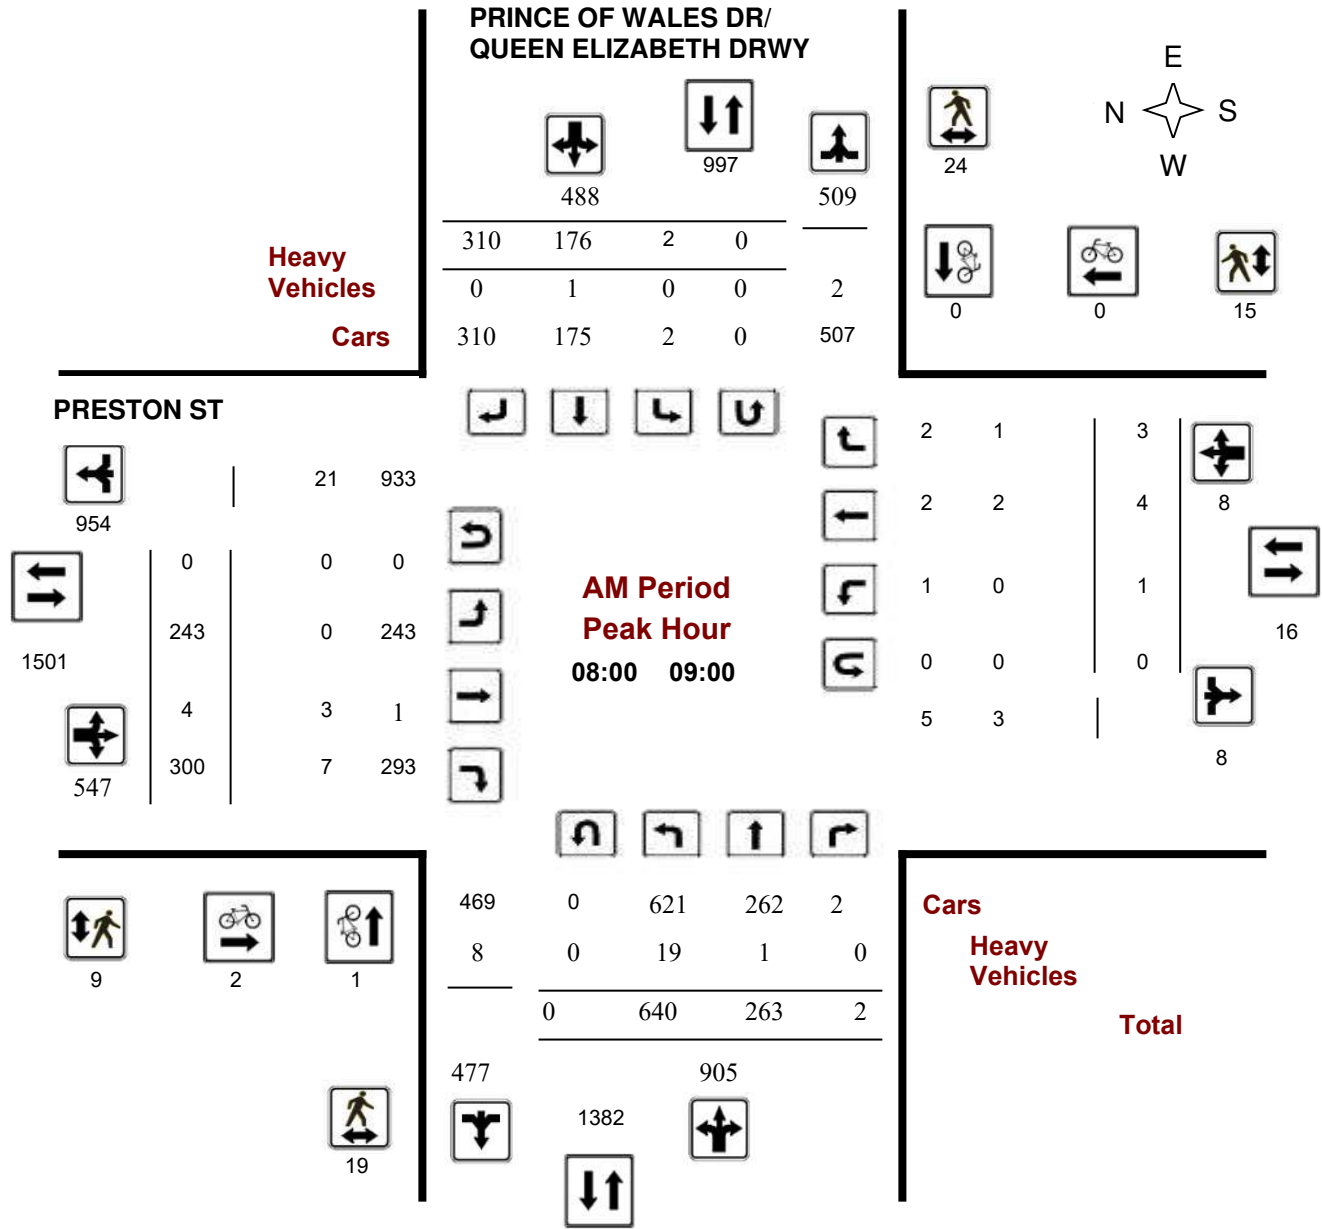 PRINCE OF WALES DR/
QUEEN ELIZABETH DRWY
E
N S
W
997
24
488
509
310 176 2 0
Heavy
Vehicles
0 1 0 0 2
Cars
310 175 2 507
0
0 0 15
PRESTON ST
2 1 3
21 933
2 2 4 8
954
0 0 0
AM Period
Peak Hour
08:00 09:00
1 0 1
243 0 243
16
1501
0 0 0
4 3 1
5 3
8
300 7 293
547
469 0 621 262 2
Cars
8 0 19 1 0
Heavy
Vehicles
9 2 1
0 640 263 2
Total
477 905
1382
19